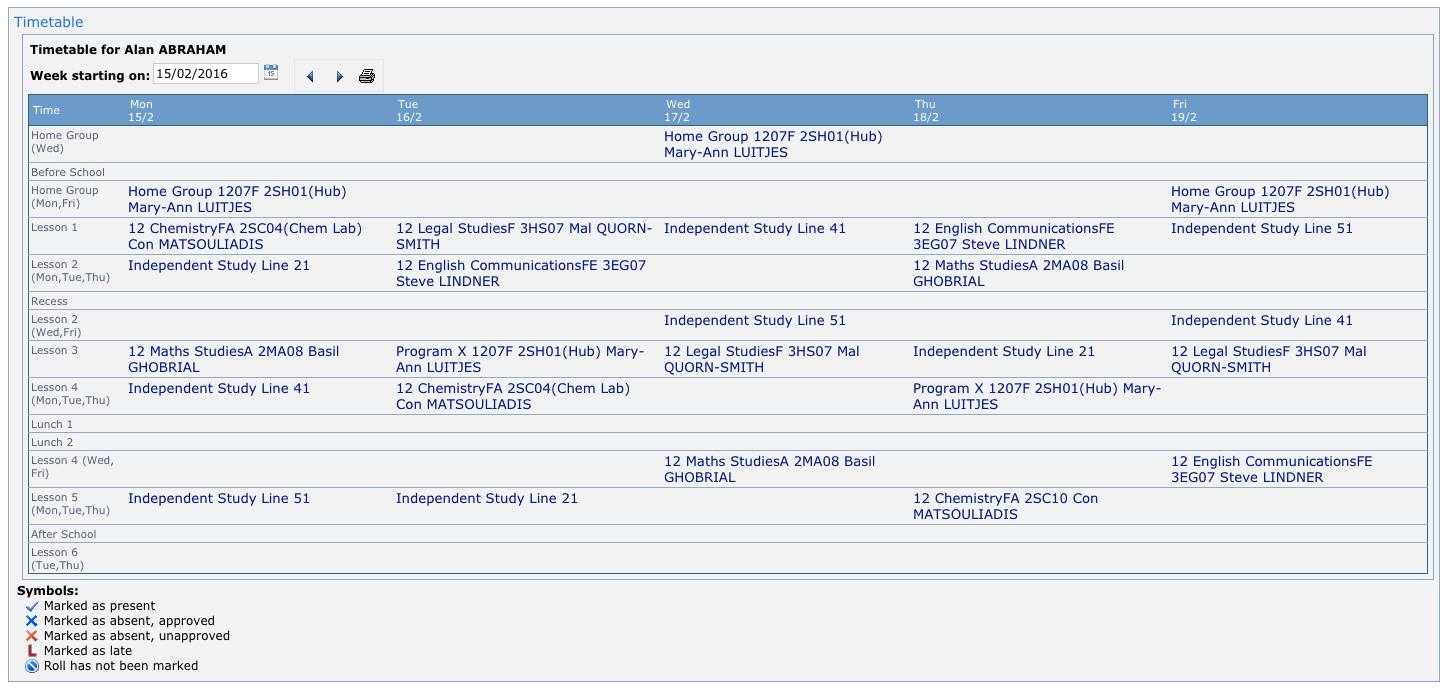 Timetable
Timetable for Alan ABRAHAM
Week starting on: 15/02/2016 15
Time Mon Tue Wed Thu Fri
15/2 16/2 17/2 18/2 19/2
Home Group Home Group 1207F 2SH01(Hub)
(Wed) Mary-Ann LUITJES
Before School
Home Group Home Group 1207F 2SH01(Hub) Home Group 1207F 2SH01(Hub)
(Mon,Fri) Mary-Ann LUITJES Mary-Ann LUITJES
Lesson 1 12 ChemistryFA 2SC04(Chem Lab) 12 Legal StudiesF 3HS07 Mal QUORN- Independent Study Line 41 12 English CommunicationsFE Independent Study Line 51
Con MATSOULIADIS SMITH 3EG07 Steve LINDNER
Lesson 2 Independent Study Line 21 12 English CommunicationsFE 3EG07 12 Maths StudiesA 2MA08 Basil
(Mon,Tue,Thu) Steve LINDNER GHOBRIAL
Recess
Lesson 2 Independent Study Line 51 Independent Study Line 41
(Wed,Fri)
Lesson 3 12 Maths StudiesA 2MA08 Basil Program X 1207F 2SH01(Hub) Mary- 12 Legal StudiesF 3HS07 Mal Independent Study Line 21 12 Legal StudiesF 3HS07 Mal
GHOBRIAL Ann LUITJES QUORN-SMITH QUORN-SMITH
Lesson 4 Independent Study Line 41 12 ChemistryFA 2SC04(Chem Lab) Program X 1207F 2SH01(Hub) Mary-
(Mon,Tue,Thu) Con MATSOULIADIS Ann LUITJES
Lunch 1
Lunch 2
Lesson 4 (Wed, 12 Maths StudiesA 2MA08 Basil 12 English CommunicationsFE
Fri) GHOBRIAL 3EG07 Steve LINDNER
Lesson 5 Independent Study Line 51 Independent Study Line 21 12 ChemistryFA 2SC10 Con
(Mon,Tue,Thu) MATSOULIADIS
After School
Lesson 6
(Tue,Thu)
Symbols:
Marked as present
Marked as absent, approved
Marked as absent, unapproved
L Marked as late
Roll has not been marked